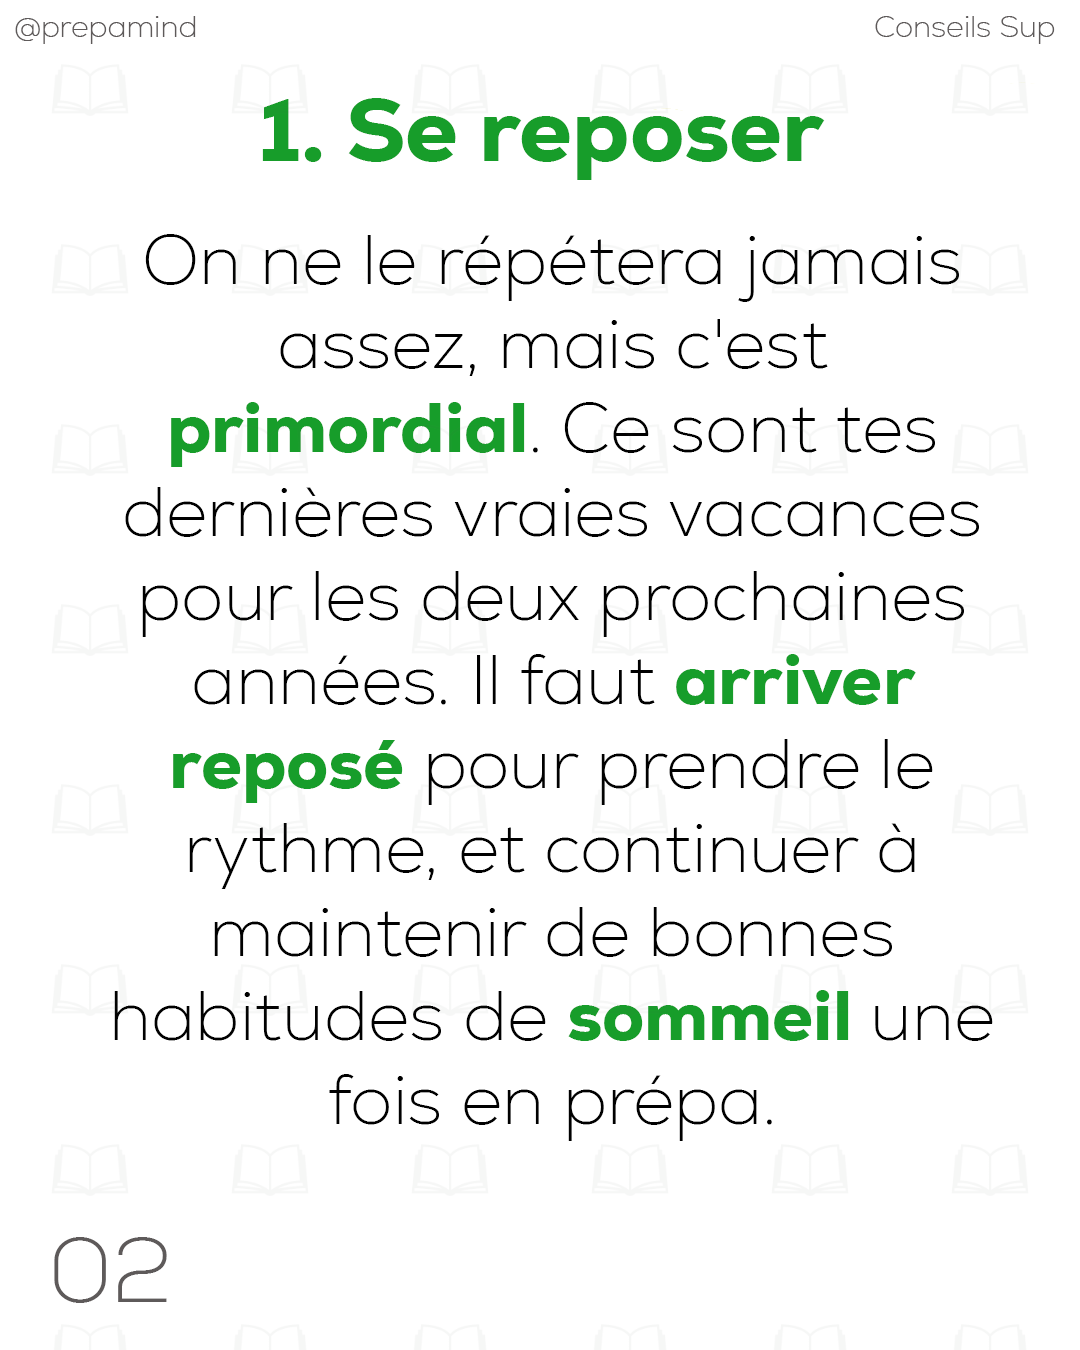 @prepamind
Conseils Sup
1. Se reposer
On ne le répétera jamais
assez, mais c'est
primordial. Ce sont tes
dernières vraies vacances
pour les deux prochaines
années. Il faut arriver
reposé pour prendre le
rythme, et continuer à
maintenir de bonnes
habitudes de sommeil une
fois en prépa.
02